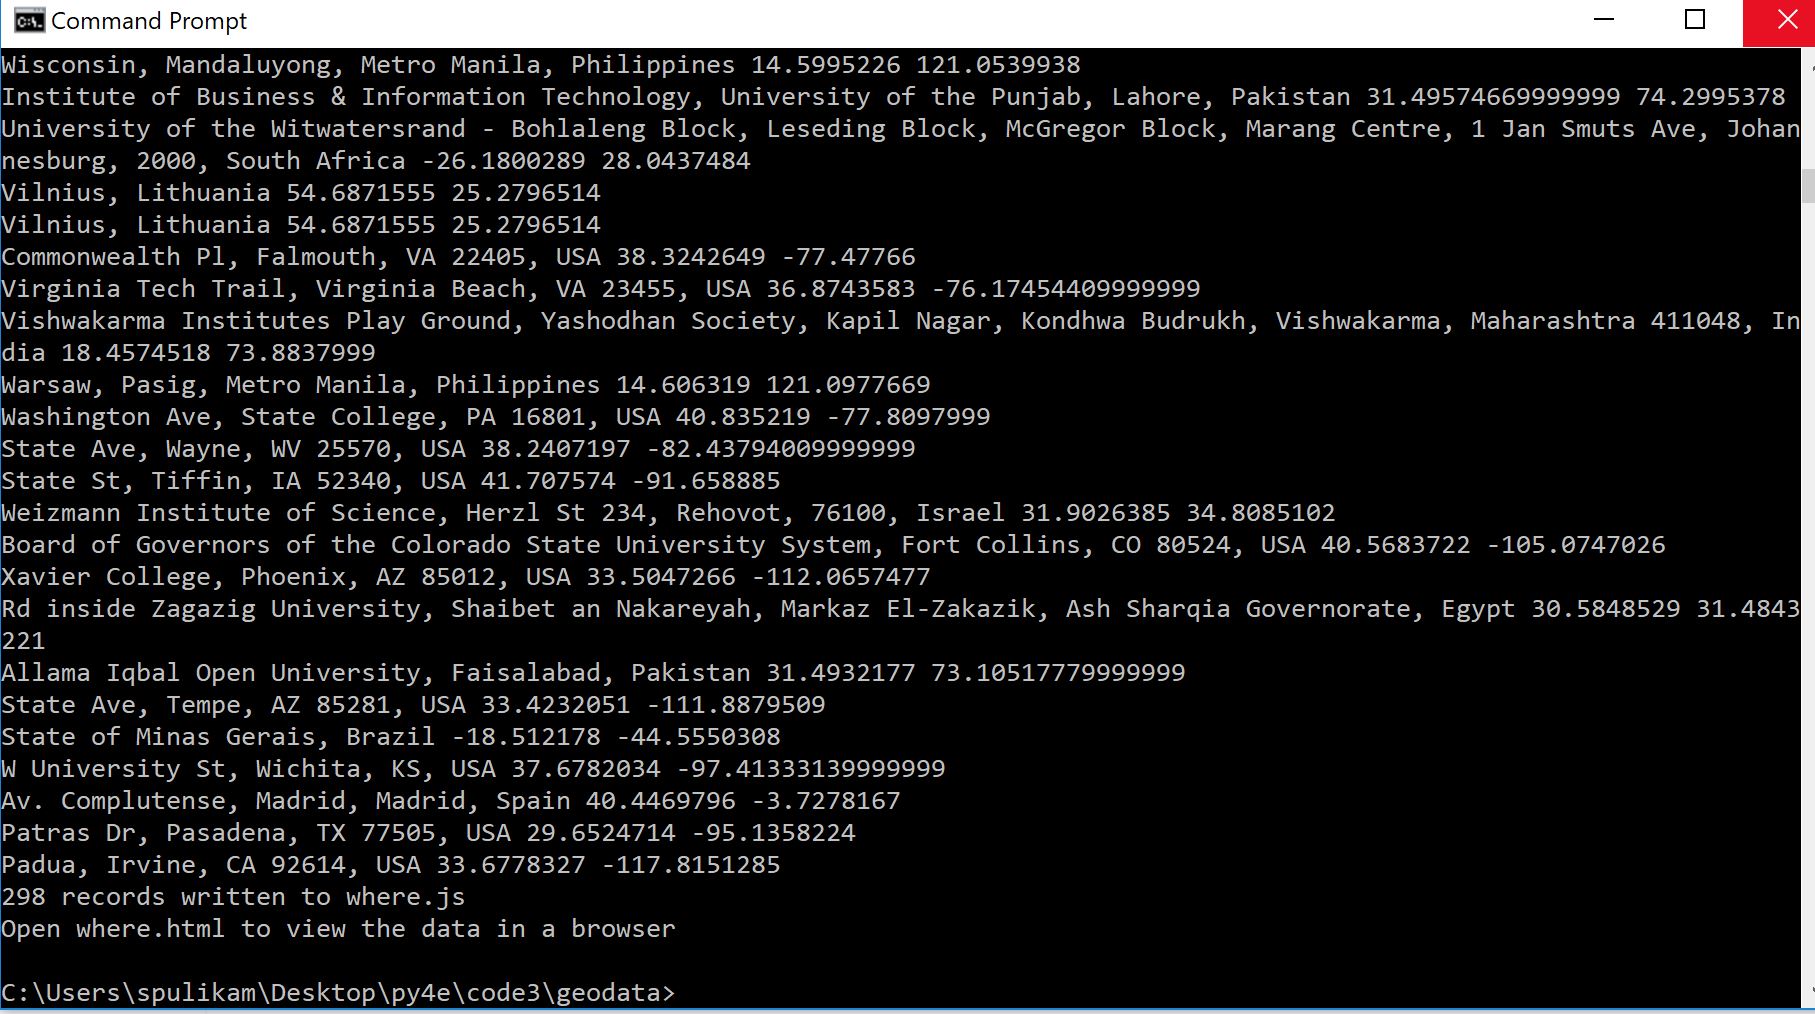 Command Prompt
Wisconsin, Mandaluyong, Metro Manila, Philippines 14.5995226 121.0539938
Institute of Business & Information Technology, University of the Punjab, Lahore, Pakistan 31.49574669999999 74.2995378
University of the Witwatersrand - Bohlaleng Block, Leseding Block, McGregor Block, Marang Centre, 1 Jan Smuts Ave, Johan
nesburg, 2000, South Africa -26.1800289 28.0437484
Vilnius, Lithuania 54.6871555 25.2796514
Vilnius, Lithuania 54.6871555 25.2796514
Commonwealth Pl, Falmouth, VA 22405, USA 38.3242649 -77.47766
Virginia Tech Trail, Virginia Beach, VA 23455, USA 36.8743583 -76.17454409999999
Vishwakarma Institutes Play Ground, Yashodhan Society, Kapil Nagar, Kondhwa Budrukh, Vishwakarma, Maharashtra 411048, In
dia 18.4574518 73.8837999
Warsaw, Pasig, Metro Manila, Philippines 14.606319 121.0977669
Washington Ave, State College, PA 16801, USA 40.835219 -77.8097999
State Ave, Wayne, WV 25570, USA 38.2407197 -82.43794009999999
State St, Tiffin, IA 52340, USA 41.707574 -91.658885
Weizmann Institute of Science, Herzl St 234, Rehovot, 76100, Israel 31.9026385 34.8085102
Board of Governors of the Colorado State University System, Fort Collins, CO 80524, USA 40.5683722 -105.0747026
Xavier College, Phoenix, AZ 85012, USA 33.5047266 -112.0657477
Rd inside Zagazig University, Shaibet an Nakareyah, Markaz El-Zakazik, Ash Sharqia Governorate, Egypt 30.5848529 31.4843
221
Allama Iqbal Open University, Faisalabad, Pakistan 31.4932177 73.10517779999999
State Ave, Tempe, AZ 85281, USA 33.4232051 -111.8879509
State of Minas Gerais, Brazil -18.512178 -44.5550308
W University St, Wichita, KS, USA 37.6782034 -97.41333139999999
Av. Complutense, Madrid, Madrid, Spain 40.4469796 -3.7278167
Patras Dr, Pasadena, TX 77505, USA 29.6524714 -95.1358224
Padua, Irvine, CA 92614, USA 33.6778327 -117.8151285
298 records written to where.js
Open where.html to view the data in a browser
C:\Users\spulikam\Desktop\py4e\code3\geodata>